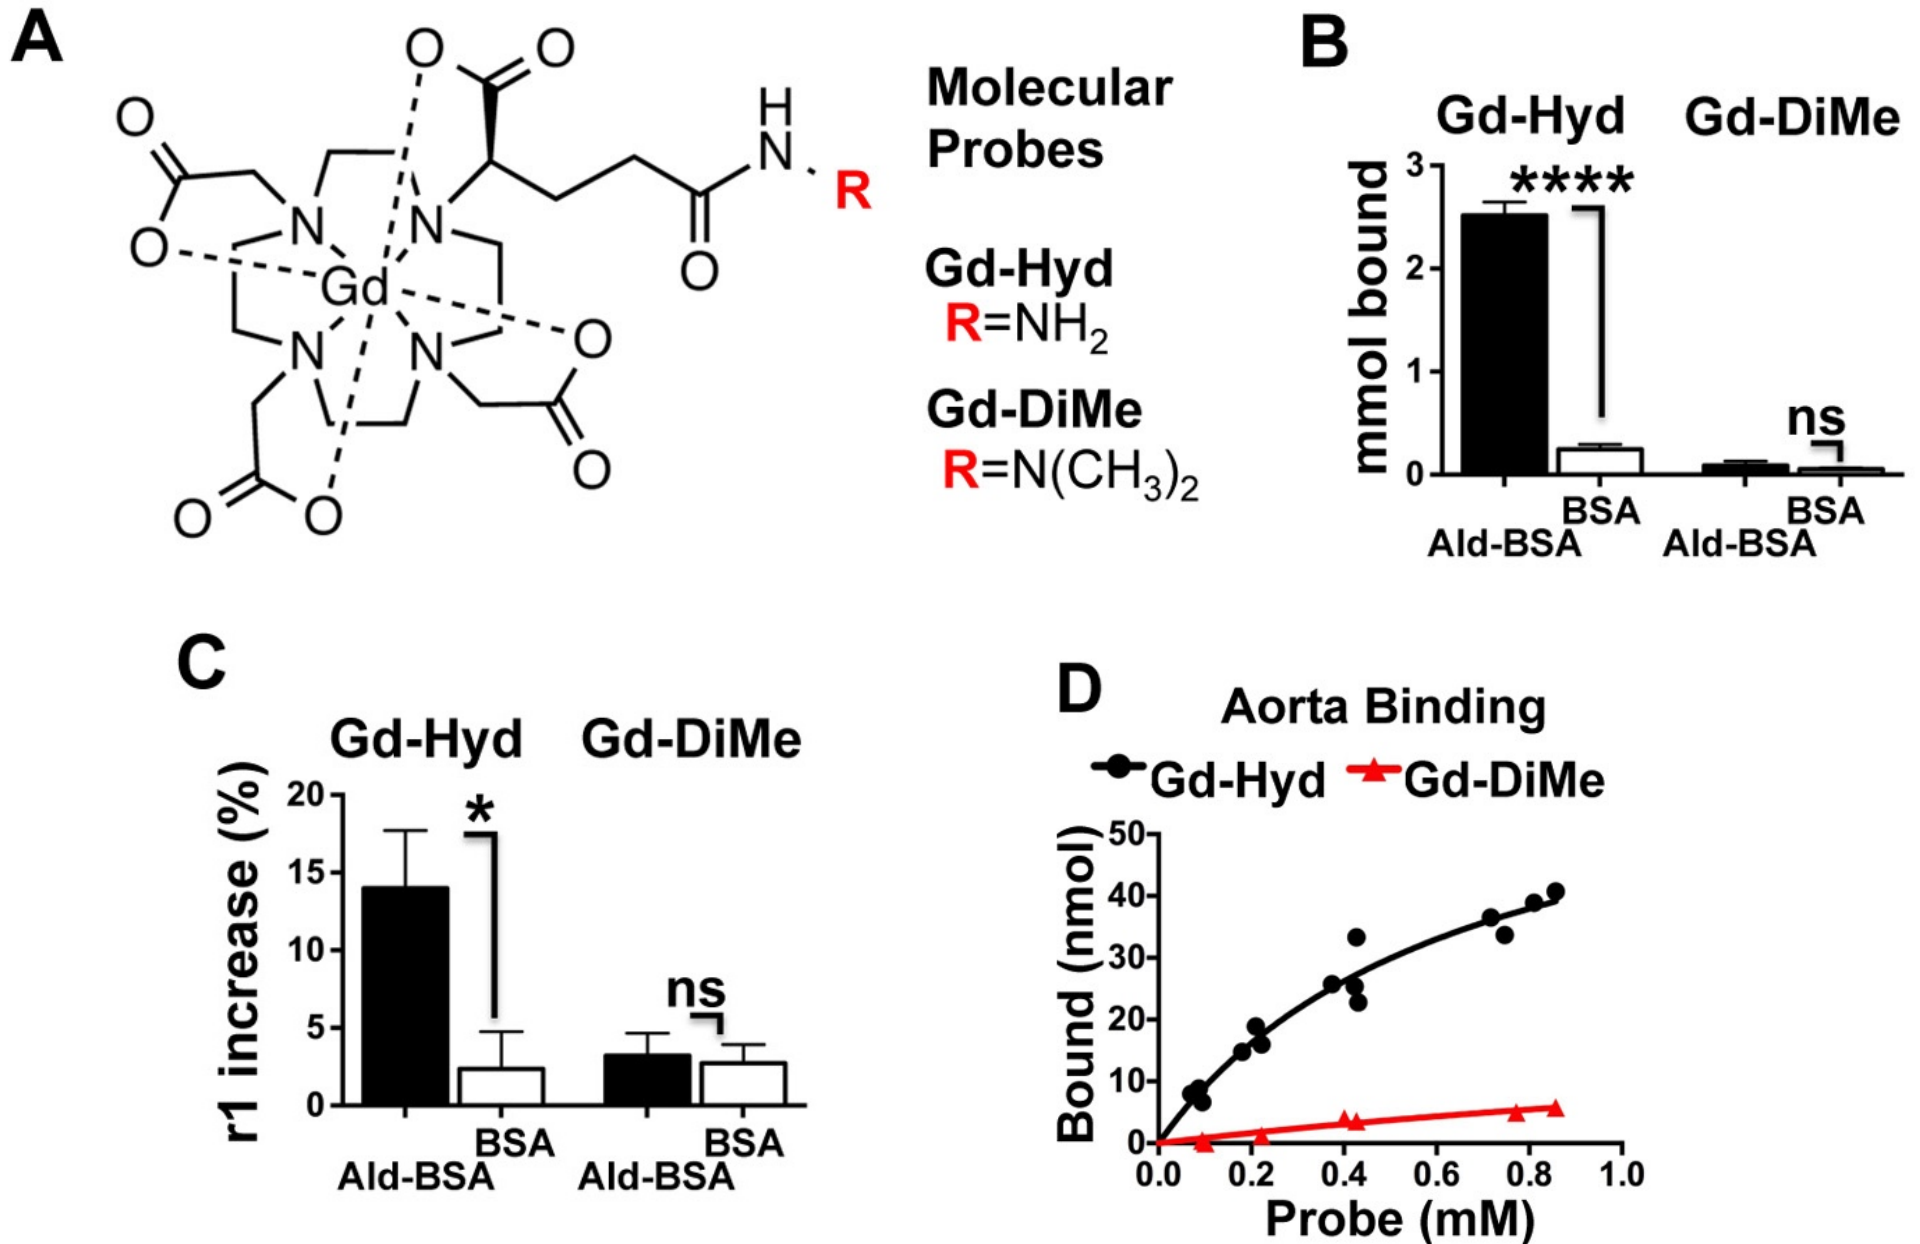 A
O
O
O
H
N
R
O
N
N
O
Gd
O
N
N
O
O
O
Molecular
Probes
Gd-Hyd
R=NH2
Gd-DiMe
R=N(CH3)2
B
Gd-Hyd Gd-DiMe
mmol bound
3
2
1
0
****
ns
BSA BSA
Ald-BSA Ald-BSA
C
Gd-Hyd Gd-DiMe
r1 increase (%)
20
15
10
5
0
*
ns
BSA BSA
Ald-BSA Ald-BSA
D
Aorta Binding
Gd-Hyd Gd-DiMe
Bound (nmol)
50
40
30
20
10
0
0.0 0.2 0.4 0.6 0.8 1.0
Probe (mM)